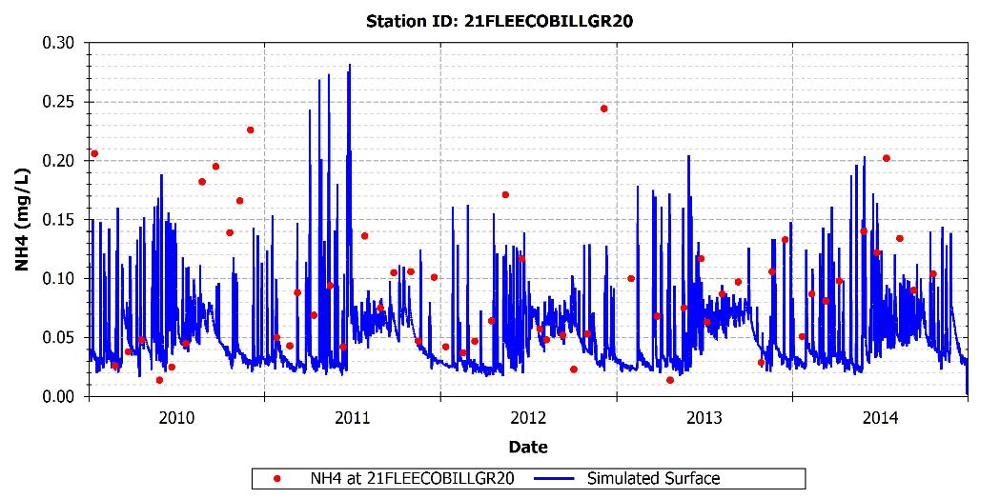 Station ID: 21FLEECOBILLGR20
0.30
0.25
0.20
0.15
0.10
0.05
0.00
NH4 (mg/L)
2010 2011 2012 2013 2014
Date
NH4 at 21FLEECOBILLGR20 Simulated Surface